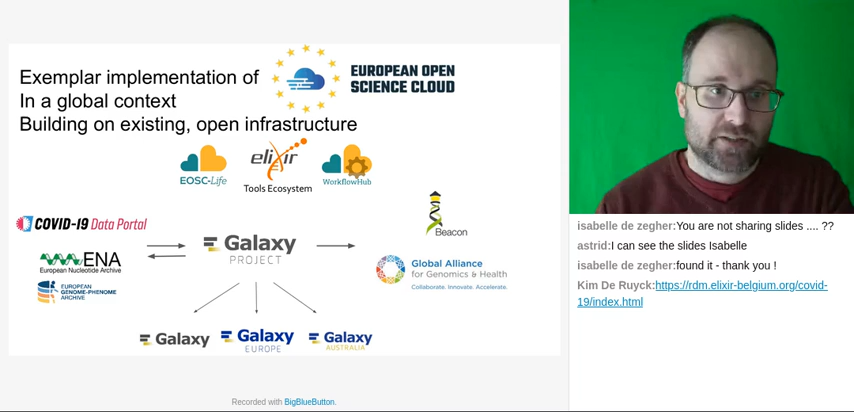 Exemplar implementation of
In a global context
Building on existing, open infrastructure
EUROPEAN OPEN
SCIENCE CLOUD
EOSC-Life
elixir
Tools Ecosystem
WorkflowHub
COVID-19 Data Portal
ENA
European Nucleotide Archive
EUROPEAN
GENOME-PHENOME
ARCHIVE
Galaxy
PROJECT
Beacon
Global Alliance
for Genomics & Health
Collaborate. Innovate. Accelerate.
Galaxy
Galaxy
EUROPE
Galaxy
AUSTRALIA
Recorded with BigBlueButton.
isabelle de zegher:You are not sharing slides .... ??
astrid:I can see the slides Isabelle
isabelle de zegher:found it - thank you !
Kim De Ruyck:https://rdm.elixir-belgium.org/covid-
19/index.html